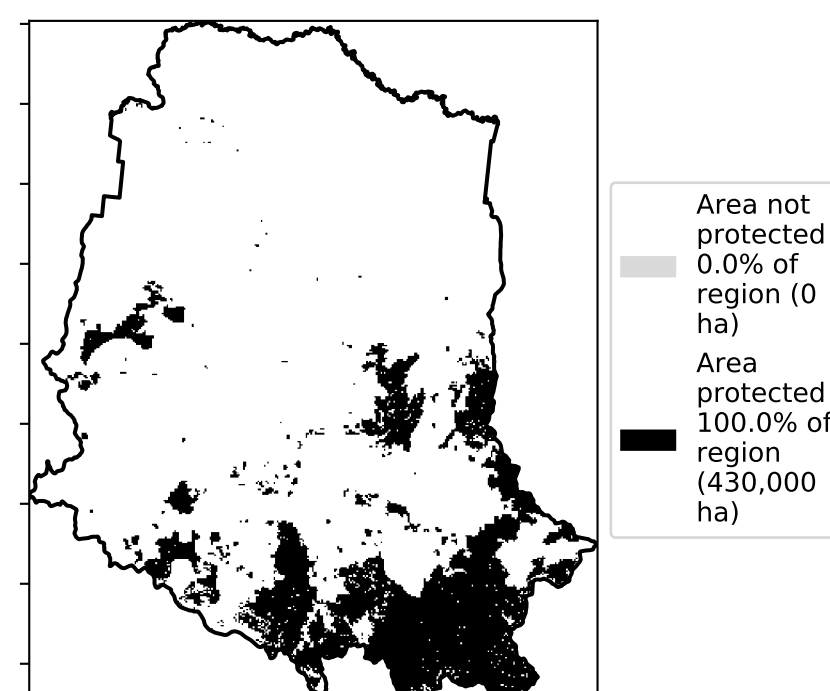 Area not
protected
0.0% of
region (0
ha)
Area
protected
100.0% of
region
(430,000
ha)